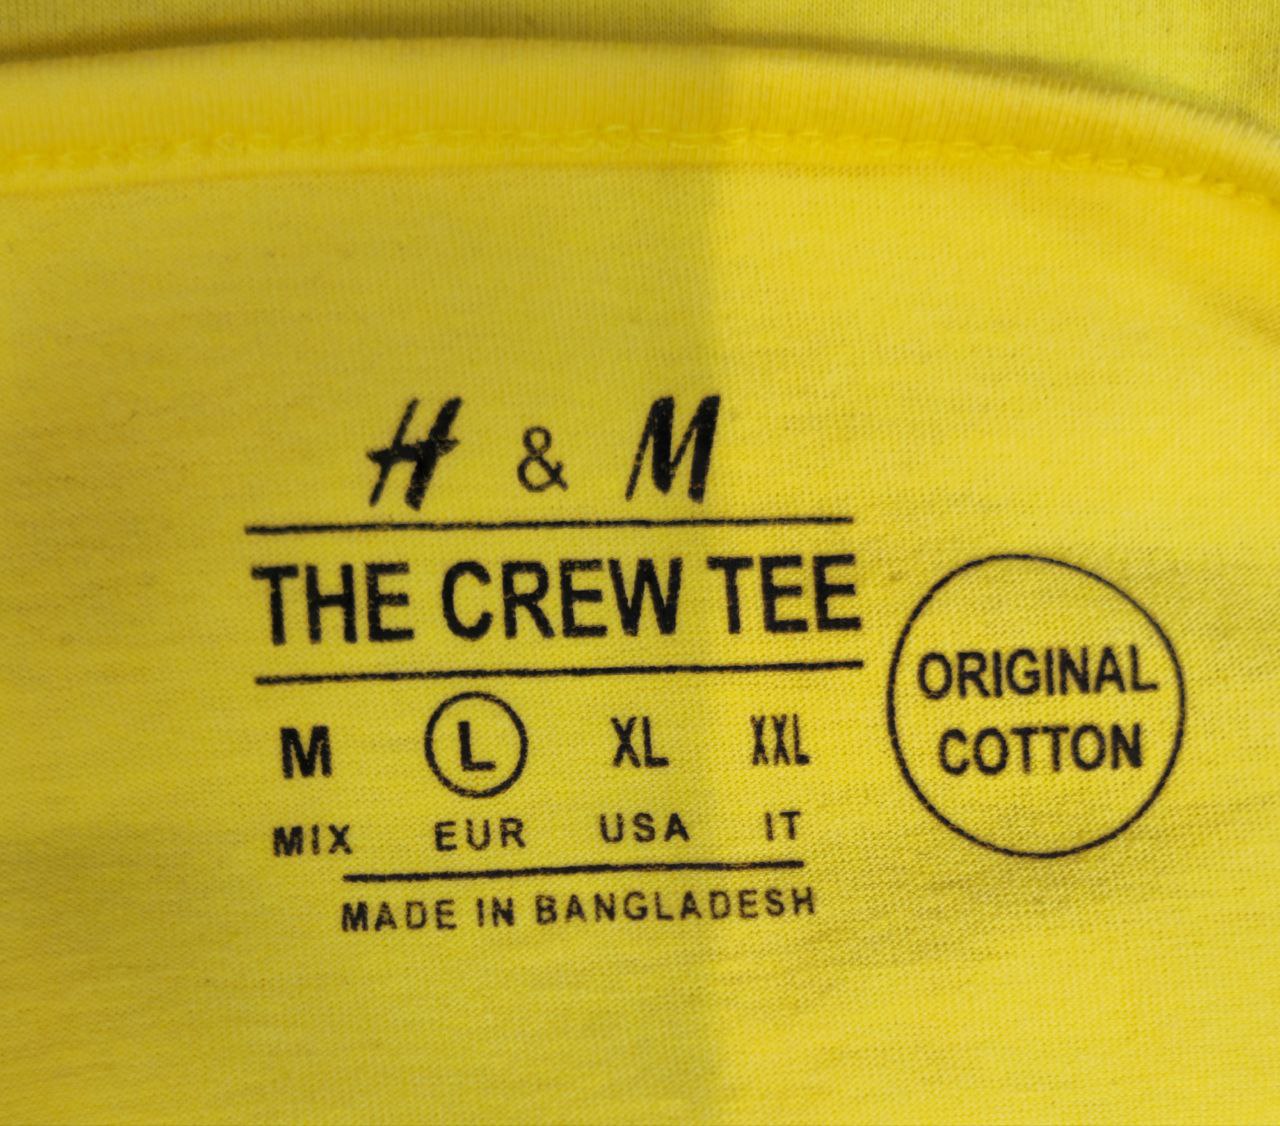 H & M
THE CREW TEE
M L XL XXL
MIX EUR USA IT
MADE IN BANGLADESH
ORIGINAL
COTTON